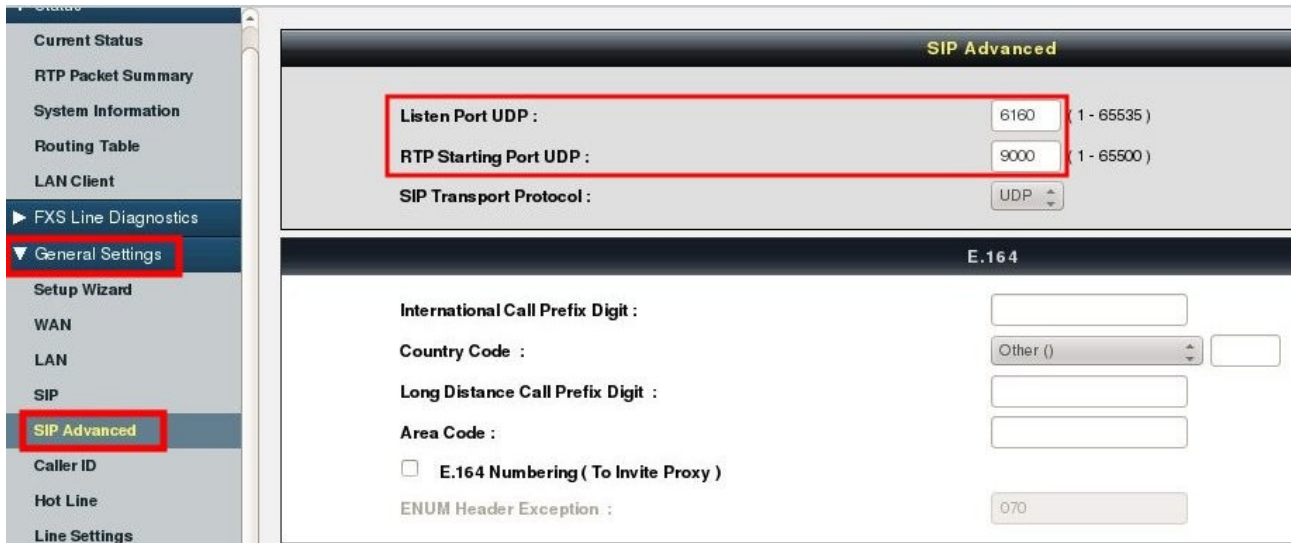 Status
Current Status
RTP Packet Summary
System Information
Routing Table
LAN Client
FXS Line Diagnostics
General Settings
Setup Wizard
WAN
LAN
SIP
SIP Advanced
Caller ID
Hot Line
Line Settings
SIP Advanced
Listen Port UDP : 6160 ( 1 - 65535 )
RTP Starting Port UDP : 9000 ( 1 - 65500 )
SIP Transport Protocol : UDP
E.164
International Call Prefix Digit :
Country Code : Other ()
Long Distance Call Prefix Digit :
Area Code :
E.164 Numbering ( To Invite Proxy )
ENUM Header Exception : 070